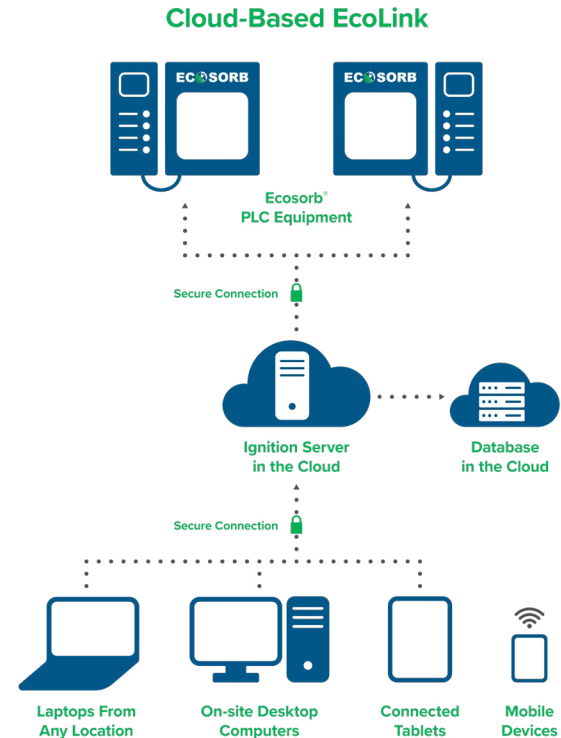 Cloud-Based EcoLink
ECOSORB
ECOSORB
Ecosorb®
PLC Equipment
Secure Connection
Ignition Server
in the Cloud
Database
in the Cloud
Secure Connection
Laptops From
Any Location
On-site Desktop
Computers
Connected
Tablets
Mobile
Devices